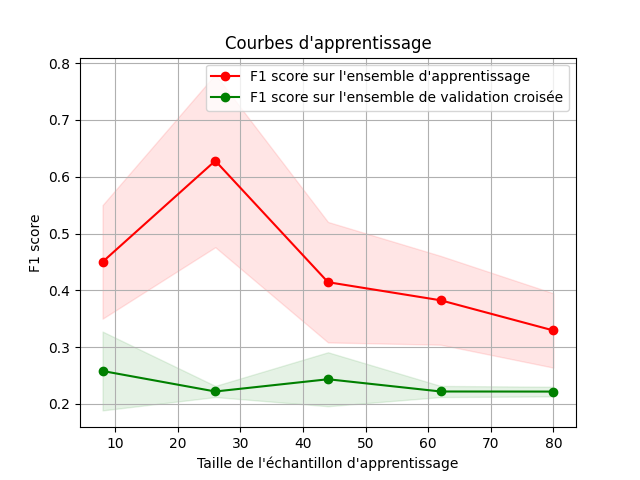 Courbes d'apprentissage
F1 score sur l'ensemble d'apprentissage
F1 score sur l'ensemble de validation croisée
F1 score
0.8
0.7
0.6
0.5
0.4
0.3
0.2
10 20 30 40 50 60 70 80
Taille de l'échantillon d'apprentissage